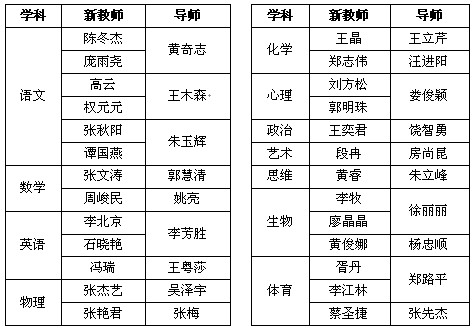 学科 新教师 导师
语文 陈冬杰 黄奇志
庞雨尧
高云 王木森
权元元
张秋阳 朱玉辉
谭国燕
数学 张文涛 郭慧清
周峻民 姚亮
英语 李北京 李芳胜
石晓艳
冯瑞 王粤莎
物理 张杰艺 吴泽宇
张艳君 张梅
学科 新教师 导师
化学 王晶 王立芹
郑志伟 汪进阳
心理 刘方松 娄俊颖
郭明珠
政治 王奕君 饶智勇
艺术 段冉 房尚昆
思维 黄睿 朱立峰
生物 李牧 徐丽丽
廖晶晶
黄俊娜 杨忠顺
体育 胥丹 郑路平
李江林
蔡圣捷 张先杰